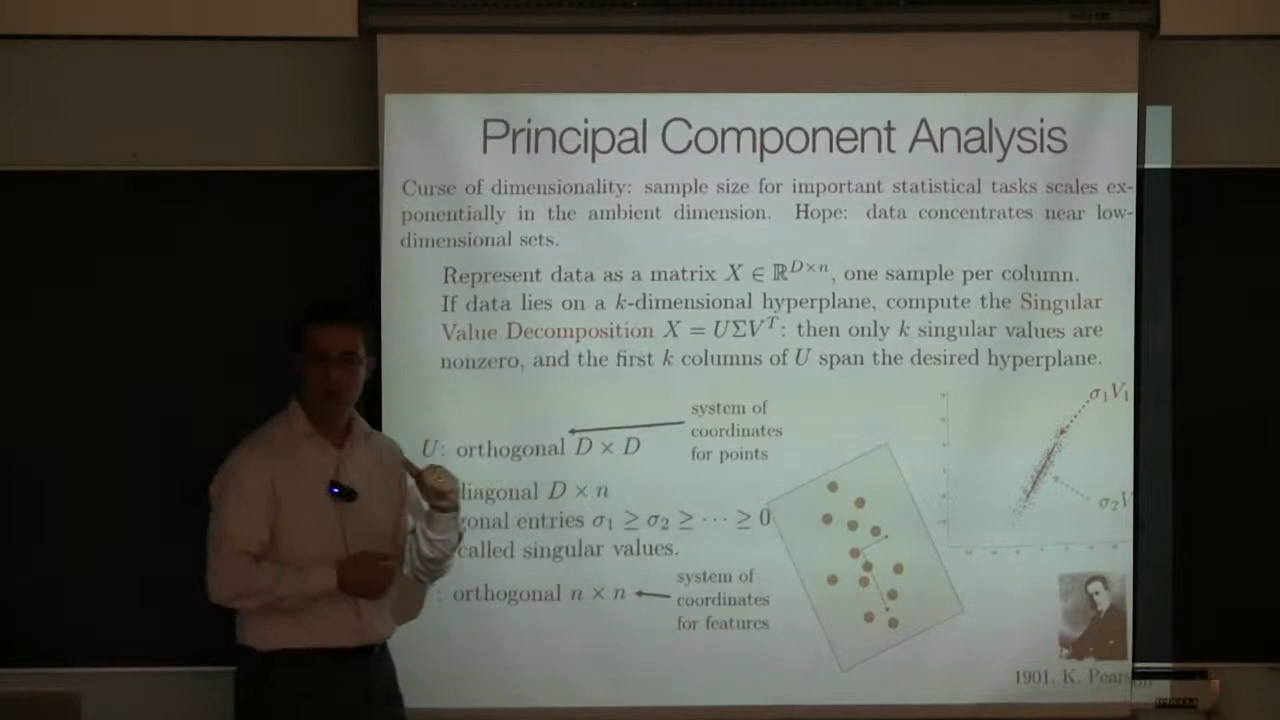 Principal Component Analysis
Curse of dimensionality: sample size for important statistical tasks scales ex-
ponentially in the ambient dimension. Hope: data concentrates near low-
dimensional sets.
Represent data as a matrix X ∈ ℝ^{D×n}, one sample per column.
If data lies on a k-dimensional hyperplane, compute the Singular
Value Decomposition X = UΣV^T: then only k singular values are
nonzero, and the first k columns of U span the desired hyperplane.
system of
coordinates
for points
U: orthogonal D × D
diagonal D × n
gonal entries σ₁ ≥ σ₂ ≥ ··· ≥ 0
called singular values.
: orthogonal n × n
system of
coordinates
for features
σ₁V₁
σ₂V
1901, K. Pearson